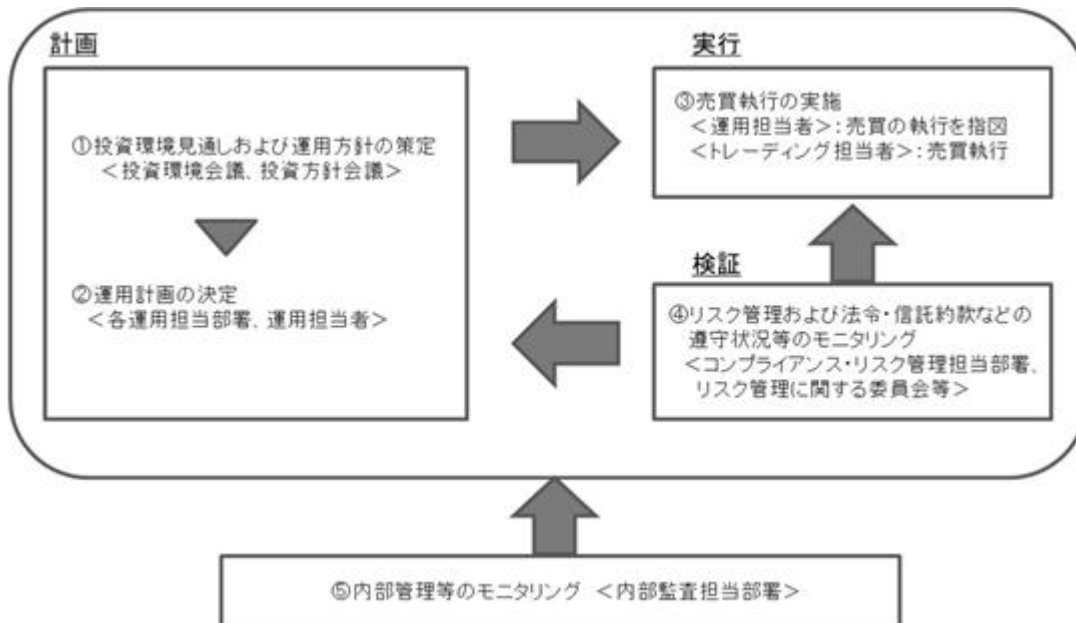 計画
①投資環境見通しおよび運用方針の策定
<投資環境会議、投資方針会議>
②運用計画の決定
<各運用担当部署、運用担当者>
実行
③売買執行の実施
<運用担当者>:売買の執行を指図
<トレーディング担当者>:売買執行
検証
④リスク管理および法令・信託約款などの
遵守状況等のモニタリング
<コンプライアンス・リスク管理担当部署、
リスク管理に関する委員会等>
⑤内部管理等のモニタリング <内部監査担当部署>